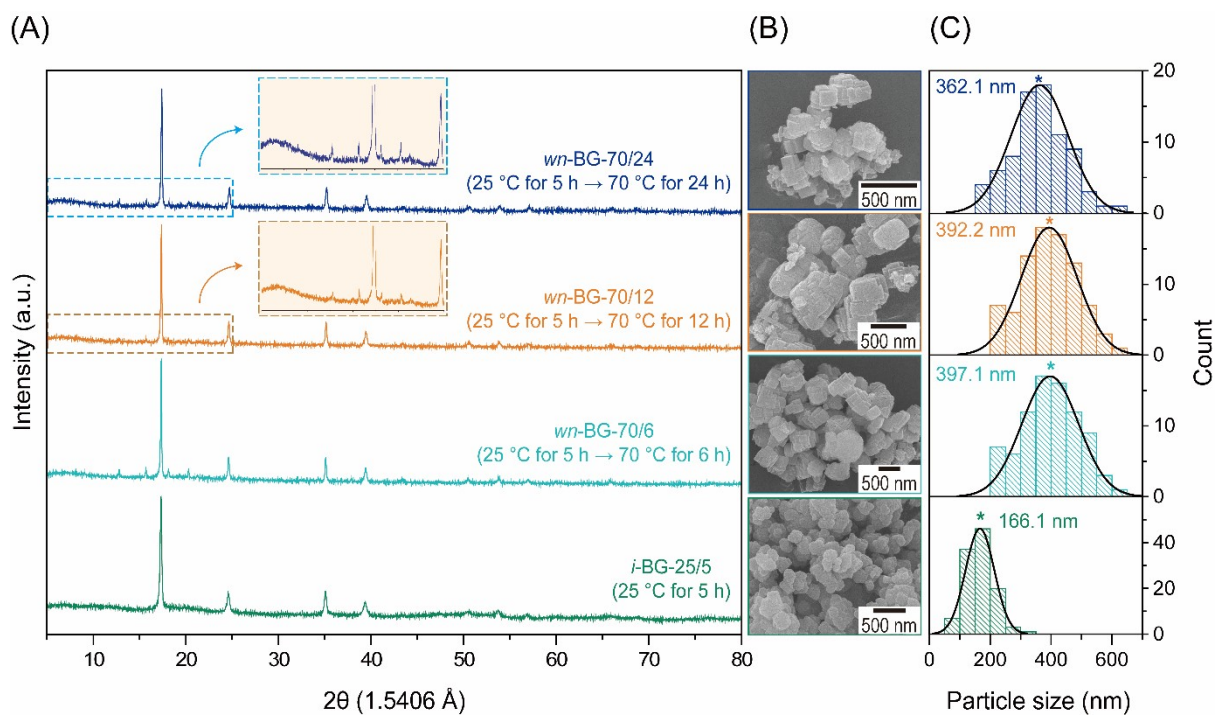 (A)
(B)
(C)
Intensity (a.u.)
wn-BG-70/24
(25 °C for 5 h → 70 °C for 24 h)
wn-BG-70/12
(25 °C for 5 h → 70 °C for 12 h)
wn-BG-70/6
(25 °C for 5 h → 70 °C for 6 h)
i-BG-25/5
(25 °C for 5 h)
10 20 30 40 50 60 70 80
2θ (1.5406 Å)
500 nm
500 nm
500 nm
500 nm
362.1 nm
*
20
10
0
392.2 nm
*
10
0
397.1 nm
*
10
0
166.1 nm
*
40
20
0
Count
0 200 400 600
Particle size (nm)